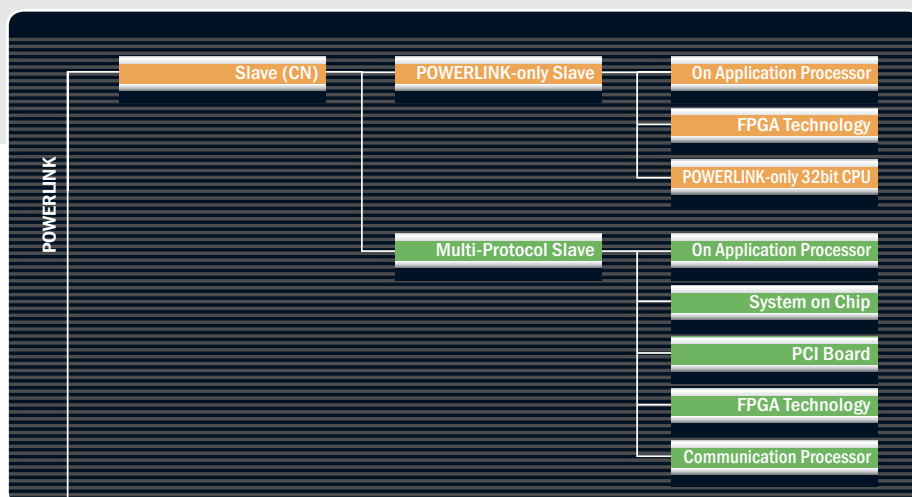 POWERLINK
Slave (CN)
POWERLINK-only Slave
On Application Processor
FPGA Technology
POWERLINK-only 32bit CPU
Multi-Protocol Slave
On Application Processor
System on Chip
PCI Board
FPGA Technology
Communication Processor